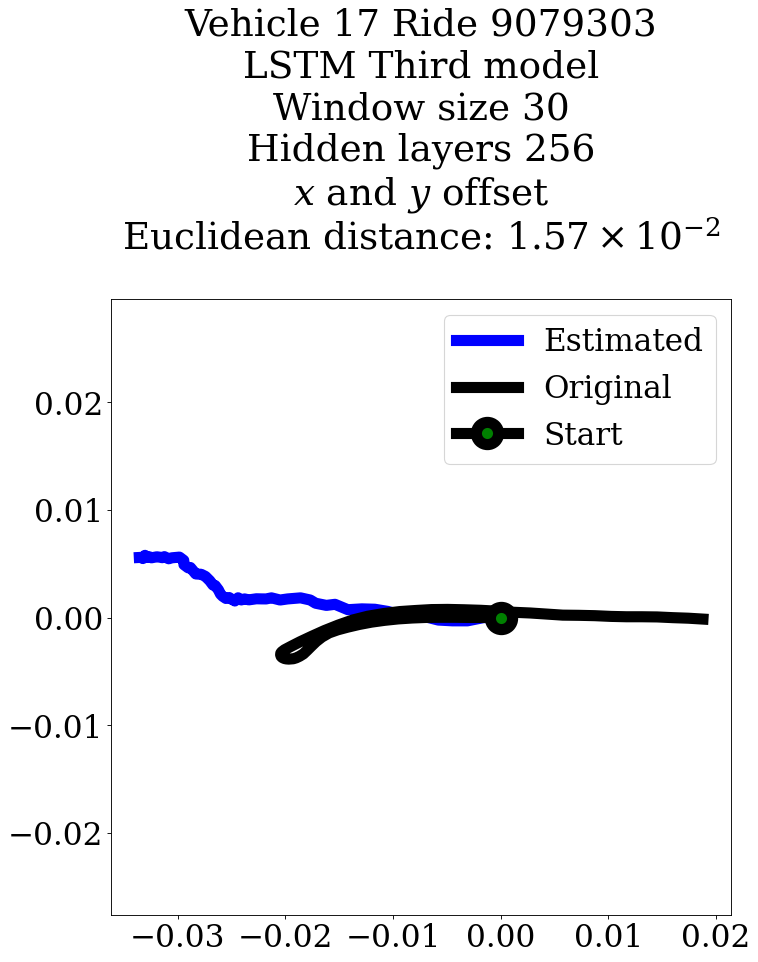 Vehicle 17 Ride 9079303
LSTM Third model
Window size 30
Hidden layers 256
x and y offset
Euclidean distance: 1.57 × 10⁻²
Estimated
Original
Start
0.02
0.01
0.00
−0.01
−0.02
−0.03 −0.02 −0.01 0.00 0.01 0.02